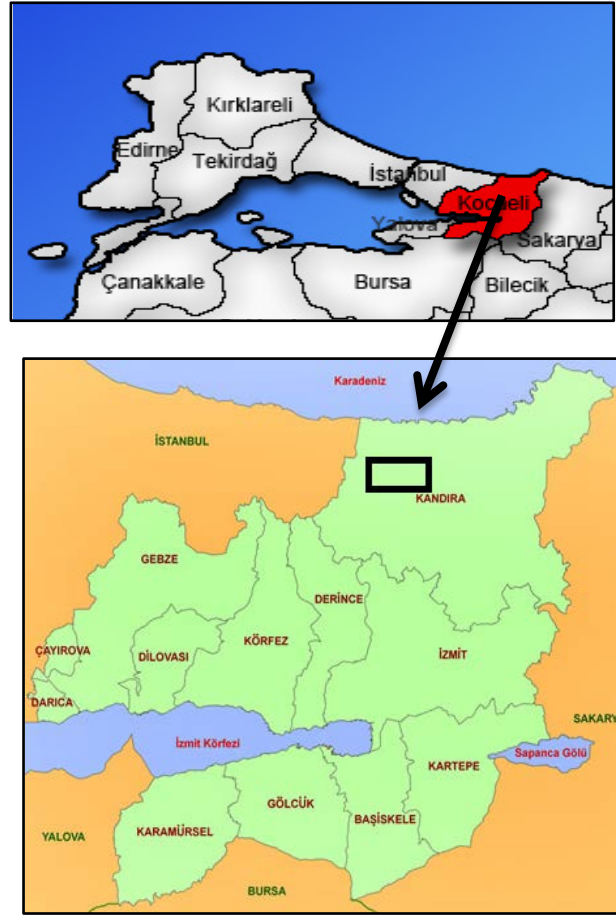 Kırklareli
Edirne
Tekirdağ
İstanbul
Kocaeli
Yalova
Sakarya
Çanakkale
Bursa
Bilecik
Karadeniz
İSTANBUL
KANDIRA
GEBZE
DERİNCE
ÇAYIROVA
DİLOVASI
KÖRFEZ
İZMİT
DARICA
SAKARY
İzmit Körfezi
Sapanca Gölü
KARTEPE
GÖLCÜK
BAŞİSKELE
YALOVA
KARAMÜRSEL
BURSA